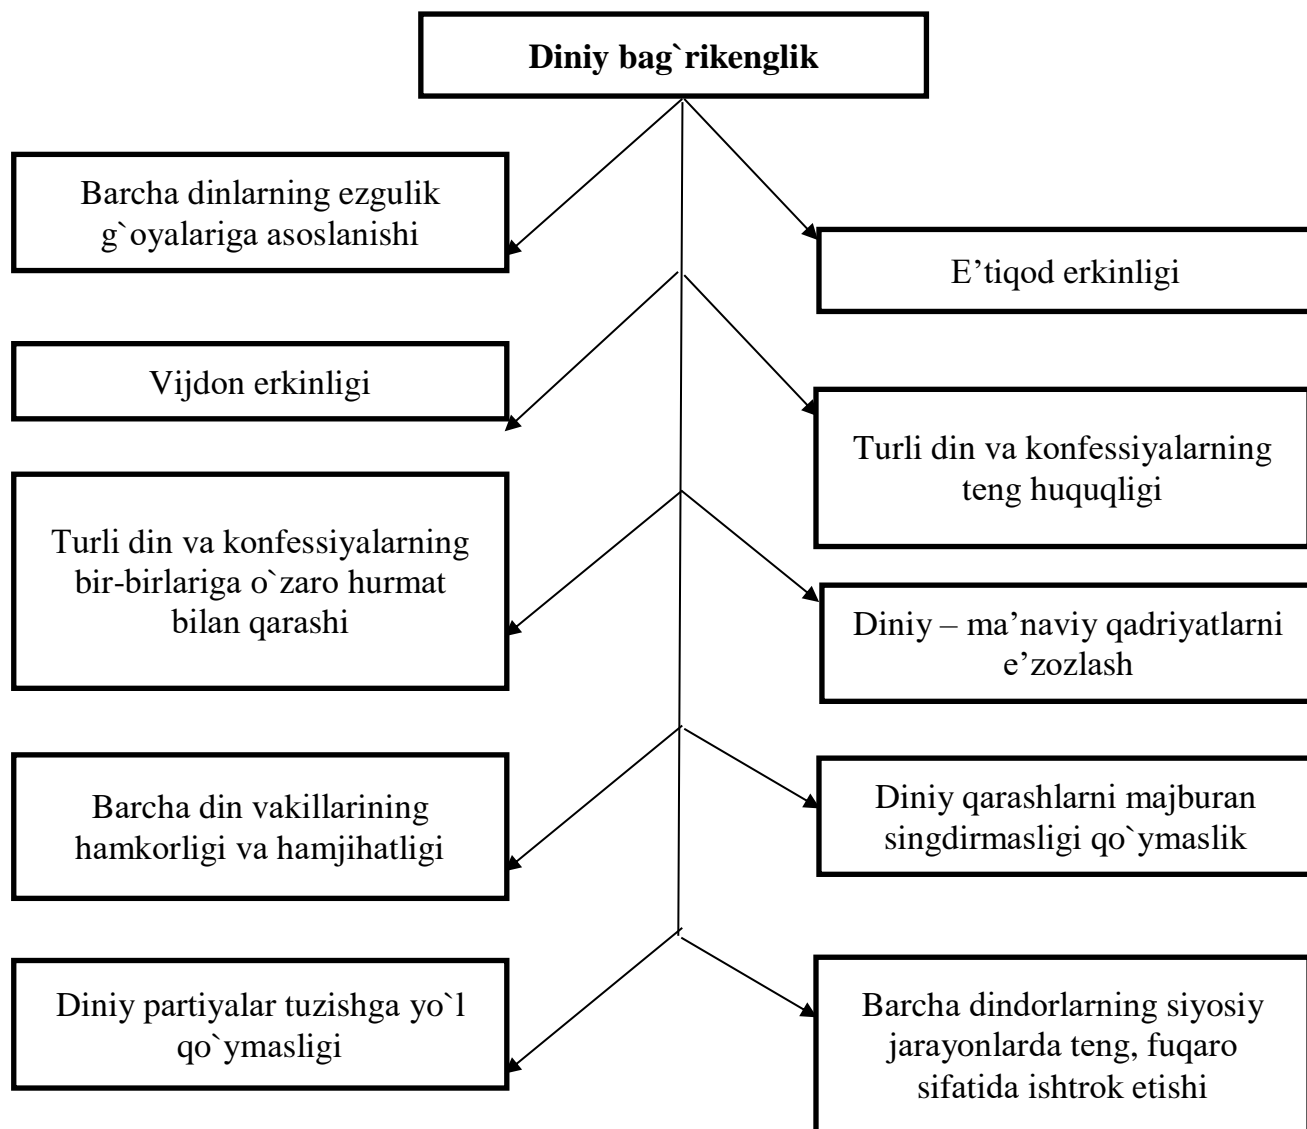 Diniy bag`rikenglik
Barcha dinlarning ezgulik
g`oyalariga asoslanishi
E’tiqod erkinligi
Vijdon erkinligi
Turli din va konfessiyalarning
teng huquqligi
Turli din va konfessiyalarning
bir-birlariga o`zaro hurmat
bilan qarashi
Diniy – ma’naviy qadriyatlarni
e’zozlash
Barcha din vakillarining
hamkorligi va hamjihatligi
Diniy qarashlarni majburan
singdirmasligi qo`ymaslik
Diniy partiyalar tuzishga yo`l
qo`ymasligi
Barcha dindorlarning siyosiy
jarayonlarda teng, fuqaro
sifatida ishtrok etishi